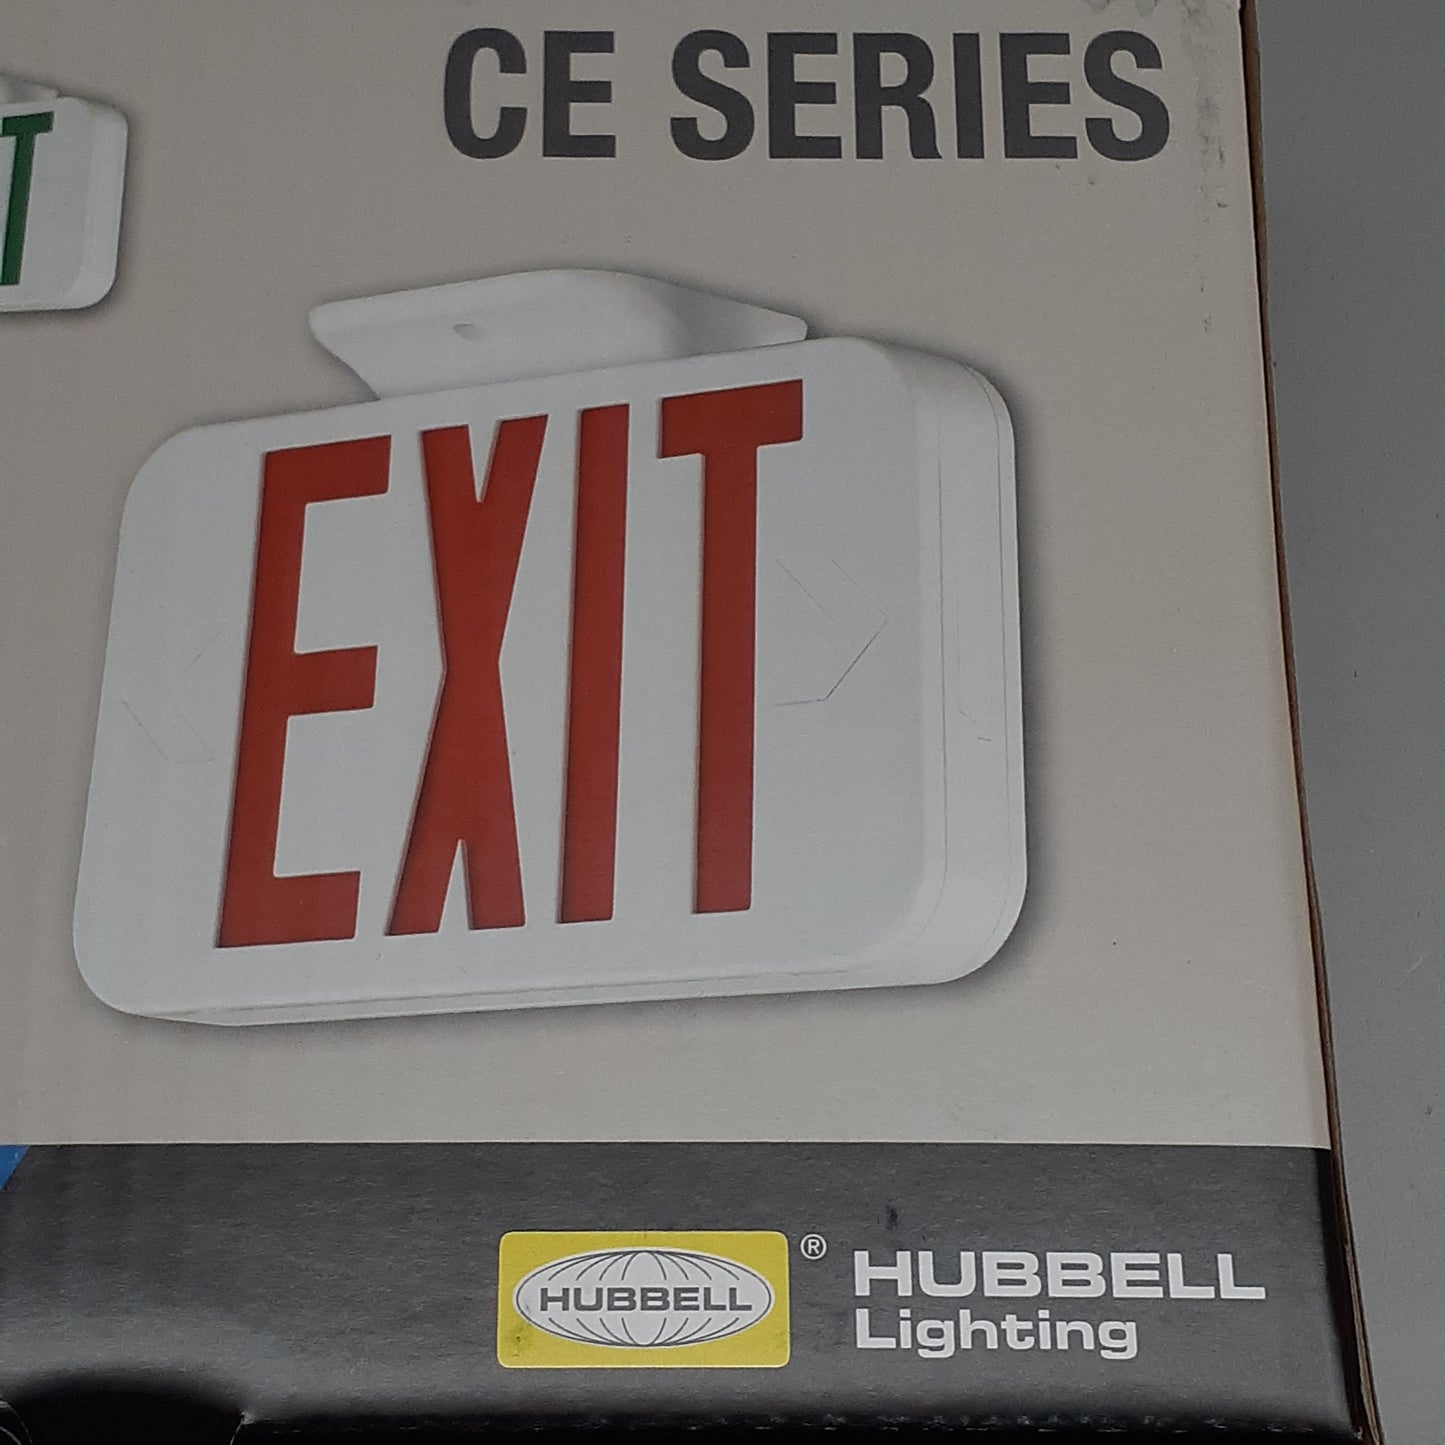 CE SERIES
T
EXIT
HUBBELL ® HUBBELL
Lighting